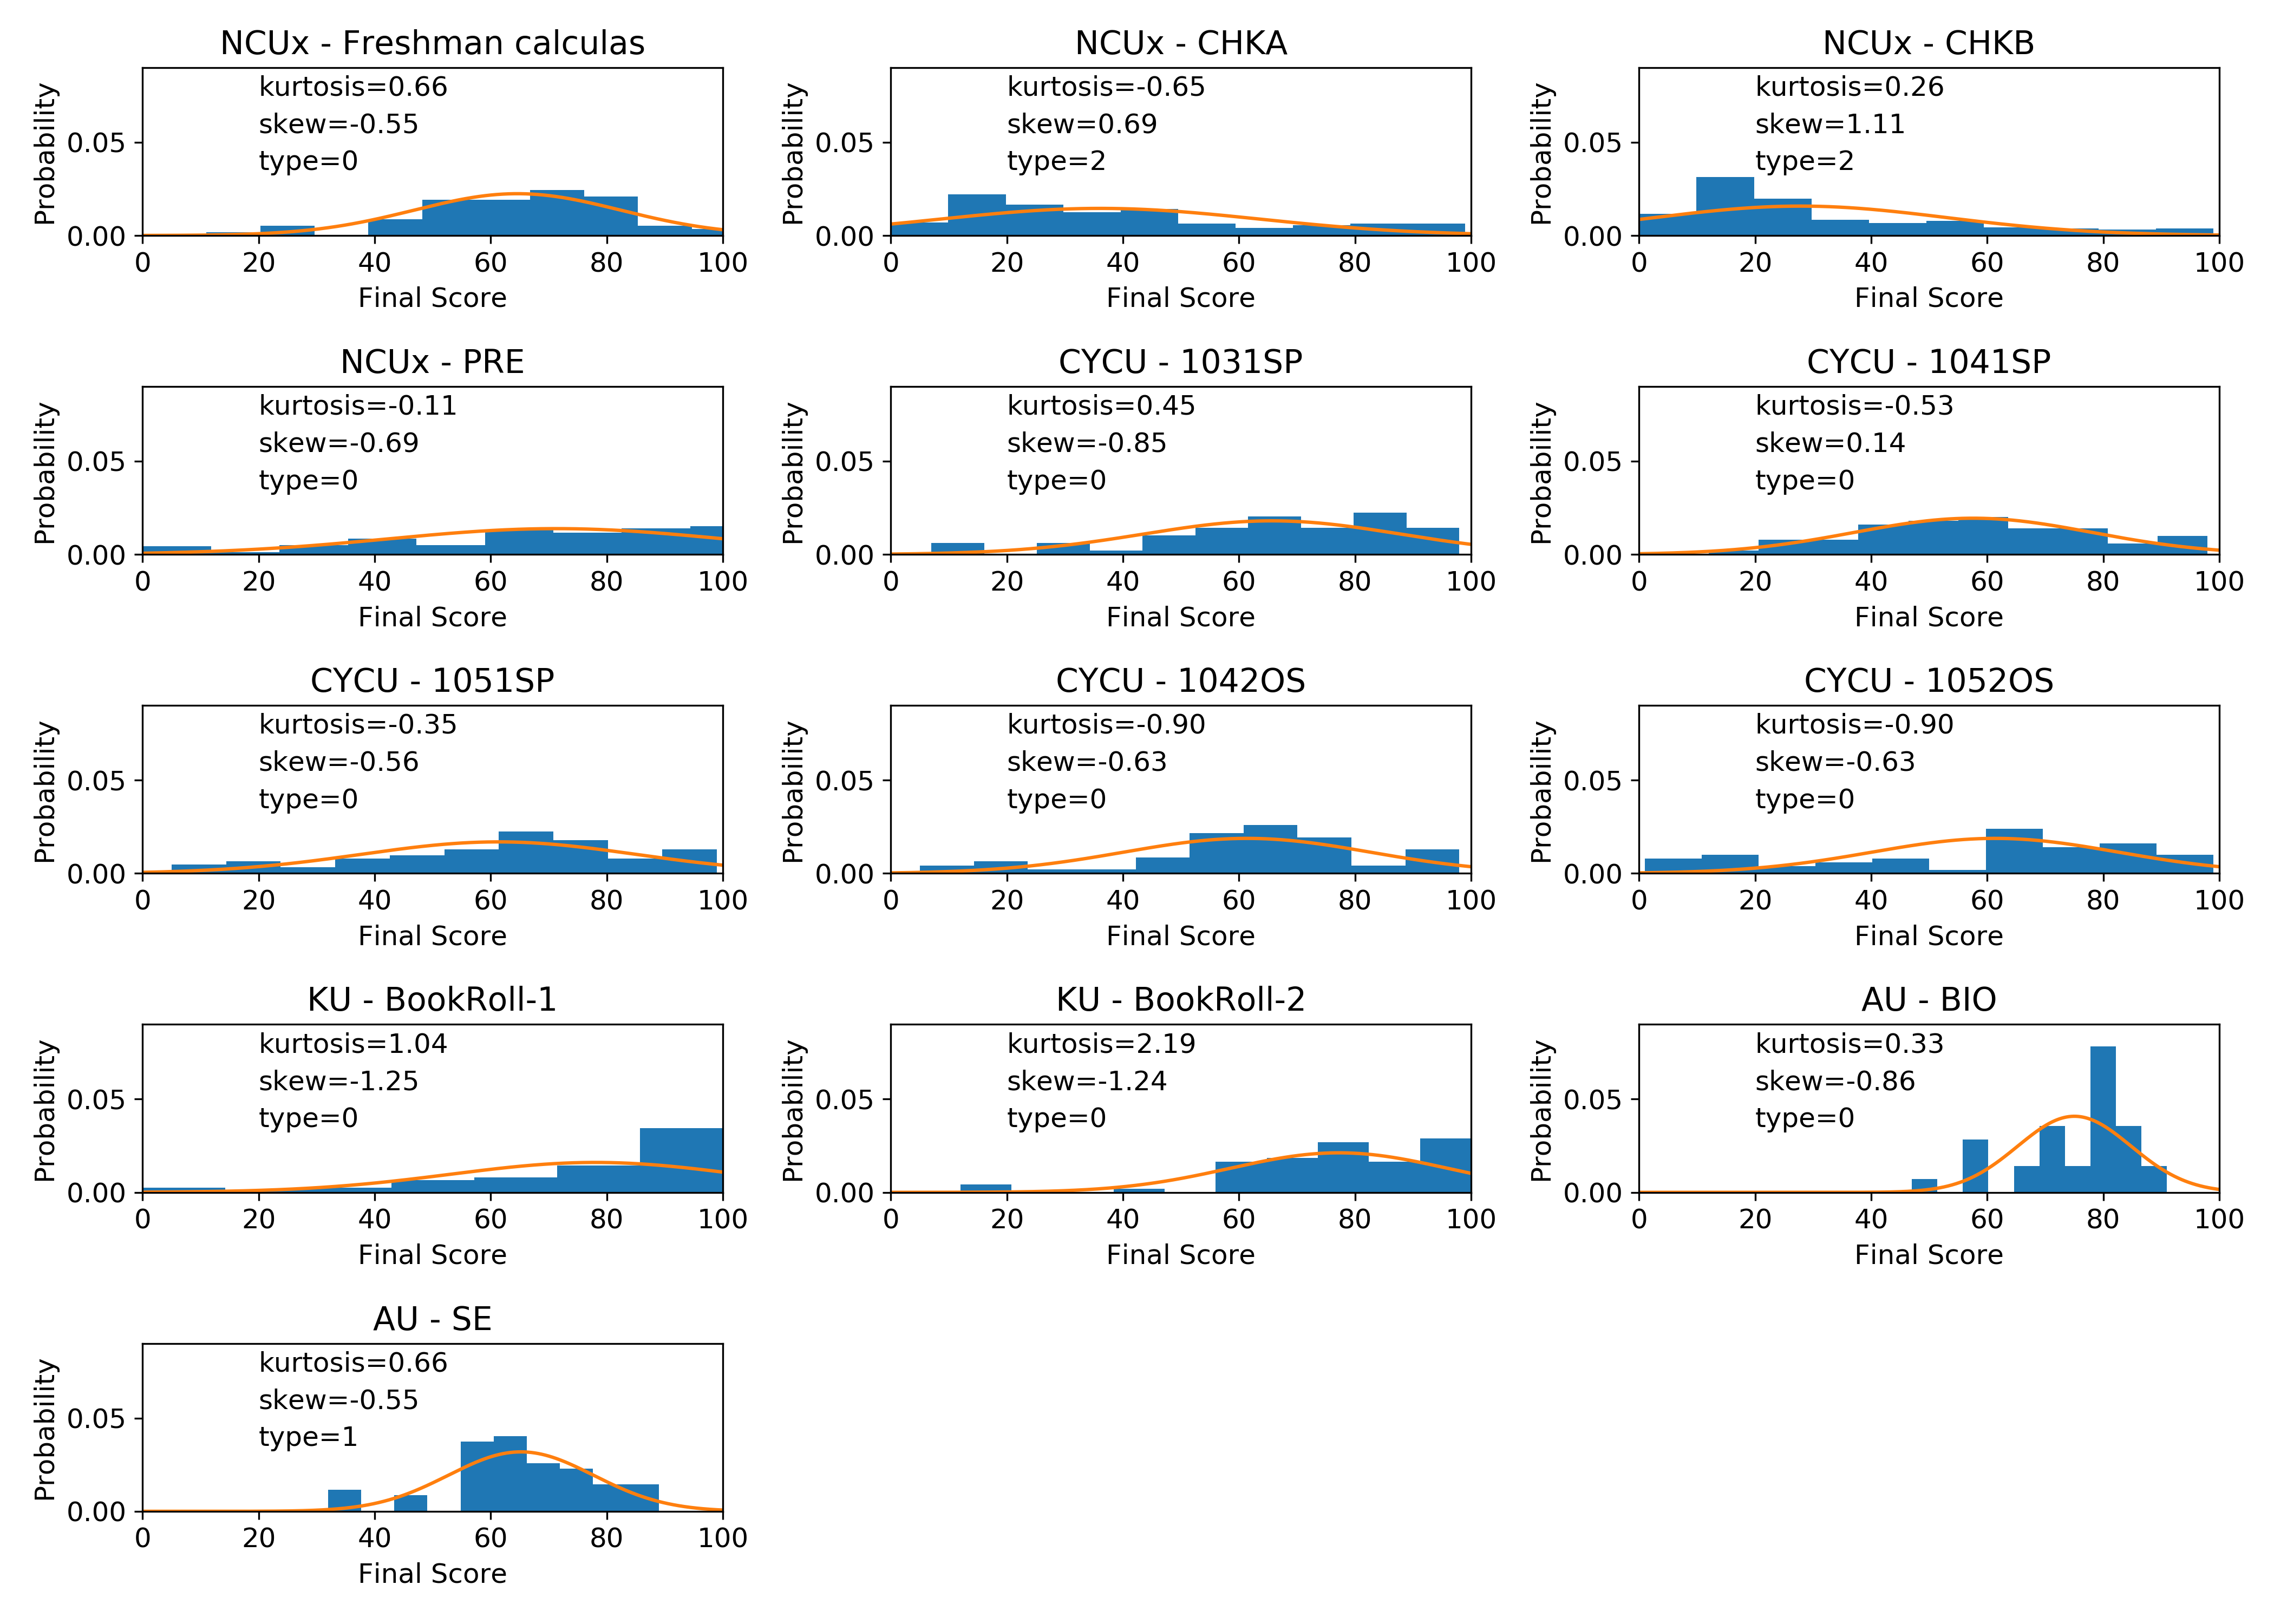 NCUx - Freshman calculas
kurtosis=0.66
skew=-0.55
type=0
Probability
0.05
0.00
0 20 40 60 80 100
Final Score
NCUx - CHKA
kurtosis=-0.65
skew=0.69
type=2
Probability
0.05
0.00
0 20 40 60 80 100
Final Score
NCUx - CHKB
kurtosis=0.26
skew=1.11
type=2
Probability
0.05
0.00
0 20 40 60 80 100
Final Score
NCUx - PRE
kurtosis=-0.11
skew=-0.69
type=0
Probability
0.05
0.00
0 20 40 60 80 100
Final Score
CYCU - 1031SP
kurtosis=0.45
skew=-0.85
type=0
Probability
0.05
0.00
0 20 40 60 80 100
Final Score
CYCU - 1041SP
kurtosis=-0.53
skew=0.14
type=0
Probability
0.05
0.00
0 20 40 60 80 100
Final Score
CYCU - 1051SP
kurtosis=-0.35
skew=-0.56
type=0
Probability
0.05
0.00
0 20 40 60 80 100
Final Score
CYCU - 1042OS
kurtosis=-0.90
skew=-0.63
type=0
Probability
0.05
0.00
0 20 40 60 80 100
Final Score
CYCU - 1052OS
kurtosis=-0.90
skew=-0.63
type=0
Probability
0.05
0.00
0 20 40 60 80 100
Final Score
KU - BookRoll-1
kurtosis=1.04
skew=-1.25
type=0
Probability
0.05
0.00
0 20 40 60 80 100
Final Score
KU - BookRoll-2
kurtosis=2.19
skew=-1.24
type=0
Probability
0.05
0.00
0 20 40 60 80 100
Final Score
AU - BIO
kurtosis=0.33
skew=-0.86
type=0
Probability
0.05
0.00
0 20 40 60 80 100
Final Score
AU - SE
kurtosis=0.66
skew=-0.55
type=1
Probability
0.05
0.00
0 20 40 60 80 100
Final Score